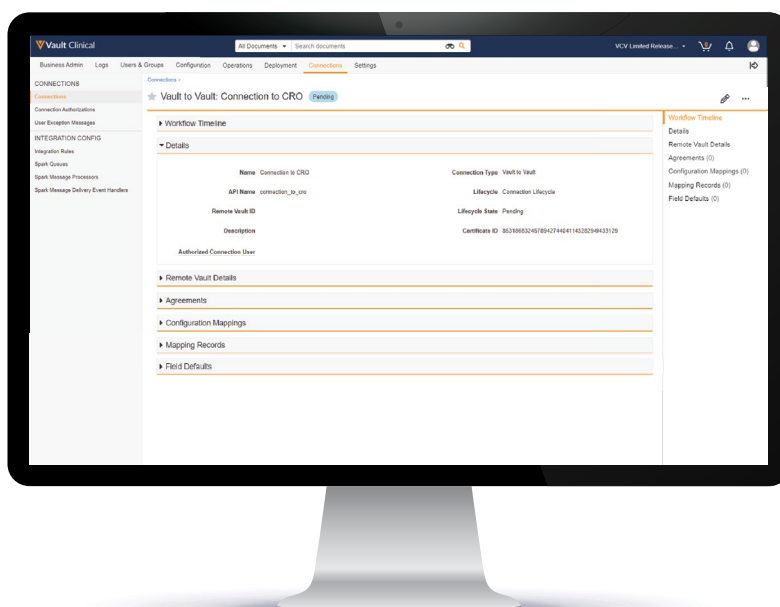 Vault Clinical
All Documents
Search documents
VCV Limited Release...
Business Admin Logs Users & Groups Configuration Operations Deployment Connections Settings
CONNECTIONS
Connections
Connection Authorizations
User Exception Messages
INTEGRATION CONFIG
Integration Rules
Spark Queues
Spark Message Processors
Spark Message Delivery Event Handlers
Connections >
Vault to Vault: Connection to CRO Pending
Workflow Timeline
Details
Name Connection to CRO
Connection Type Vault to Vault
API Name connection_to_cro
Lifecycle Connection Lifecycle
Remote Vault ID
Lifecycle State Pending
Description
Certificate ID
Authorized Connection User
Remote Vault Details
Agreements
Configuration Mappings
Mapping Records
Field Defaults
Workflow Timeline
Details
Remote Vault Details
Agreements (0)
Configuration Mappings (0)
Mapping Records (0)
Field Defaults (0)